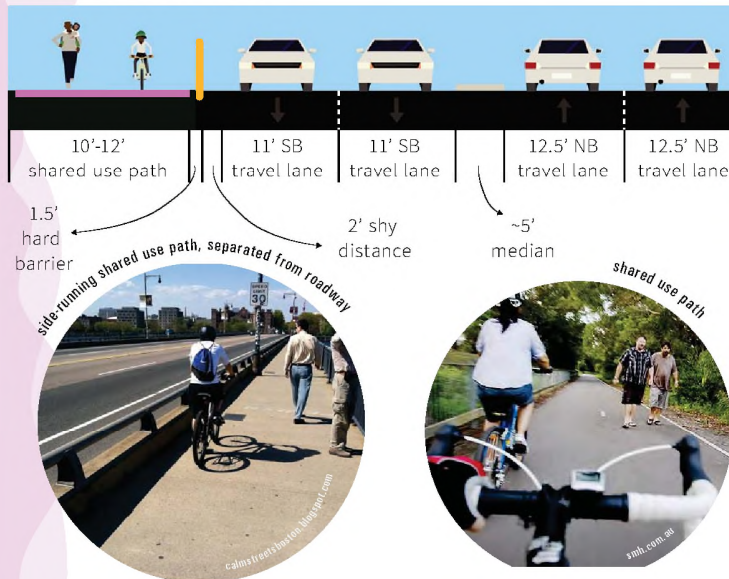 10'-12'
shared use path
11' SB
travel lane
11' SB
travel lane
12.5' NB
travel lane
12.5' NB
travel lane
1.5'
hard
barrier
2' shy
distance
~5'
median
side-running shared use path, separated from roadway
SPEED
LIMIT
30
calmstreetsboston.blogspot.com
shared use path
smh.com.au